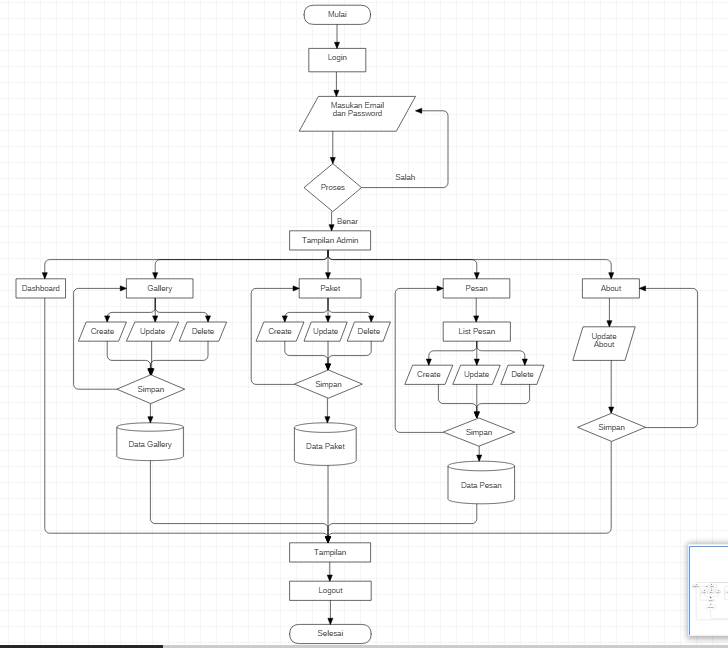 Mulai
Login
Masukan Email
dan Password
Salah
Proses
Benar
Tampilan Admin
Dashboard
Gallery
Paket
Pesan
About
Create
Update
Delete
Create
Update
Delete
List Pesan
Update
About
Create
Update
Delete
Simpan
Simpan
Simpan
Simpan
Data Gallery
Data Paket
Data Pesan
Tampilan
Logout
Selesai